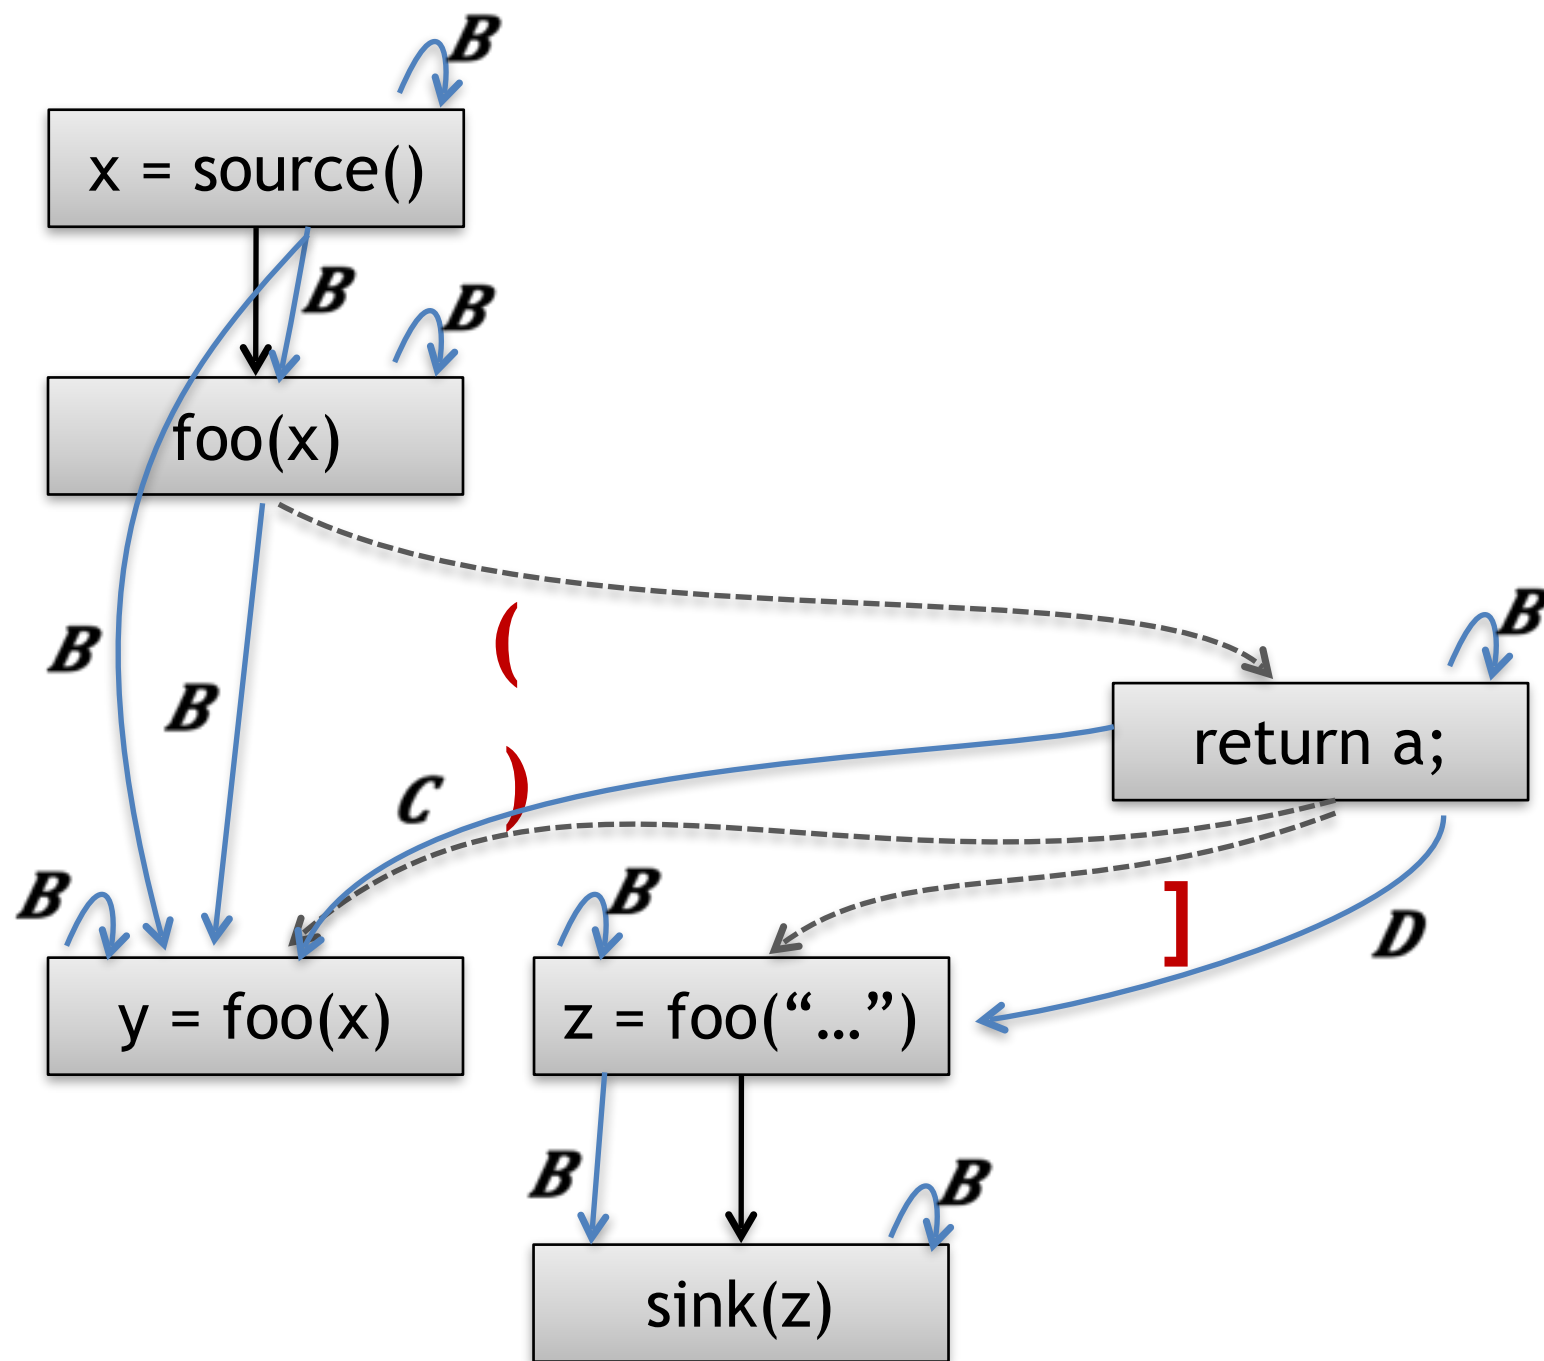 B
x = source()
B
B
foo(x)
(
B
B
B
return a;
)
C
B
B
]
D
y = foo(x)
z = foo(“…”)
B
B
sink(z)